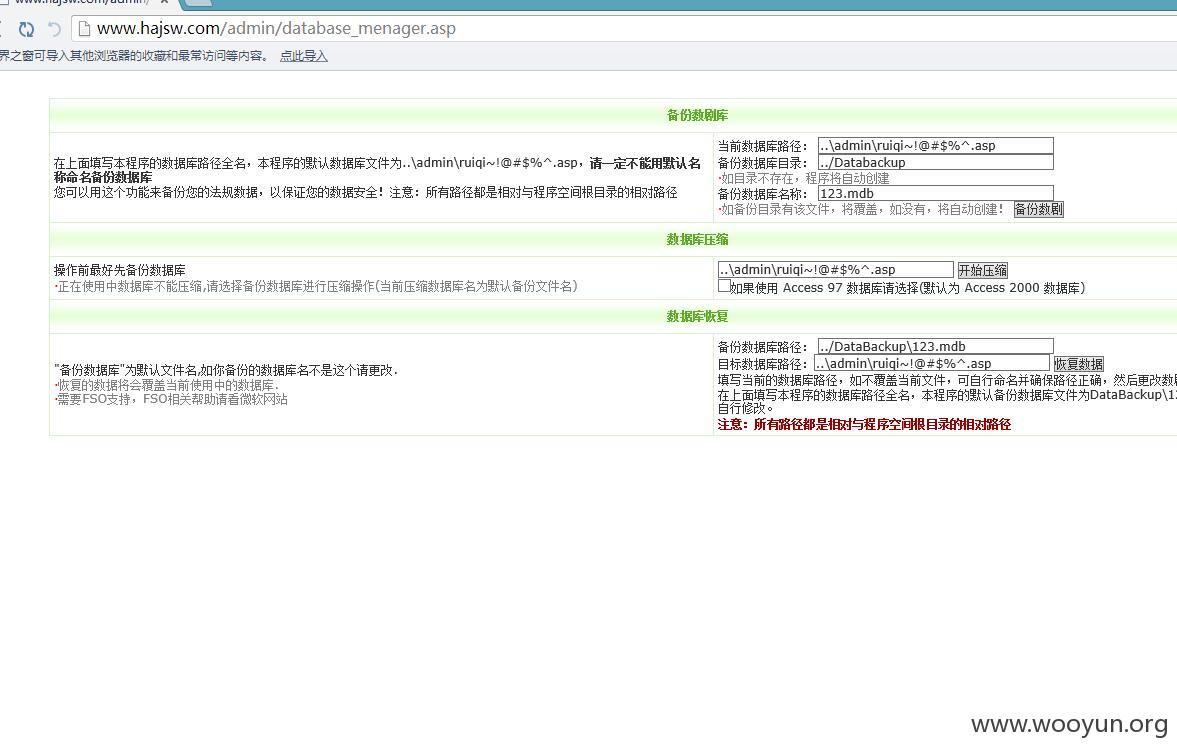 www.hajsw.com/admin/
www.hajsw.com/admin/database_menager.asp
界之窗可导入其他浏览器的收藏和最常访问等内容。 点此导入
备份数剧库
在上面填写本程序的数据库路径全名，本程序的默认数据库文件为..\admin\ruiqi~!@#$%^.asp，请一定不能用默认名
称命名备份数据库
您可以用这个功能来备份您的法规数据，以保证您的数据安全！注意：所有路径都是相对与程序空间根目录的相对路径
当前数据库路径： ..\admin\ruiqi~!@#$%^.asp
备份数据库目录： ../Databackup
·如目录不存在，程序将自动创建
备份数据库名称： 123.mdb
·如备份目录有该文件，将覆盖，如没有，将自动创建！ 备份数剧
数据库压缩
操作前最好先备份数据库
·正在使用中数据库不能压缩,请选择备份数据库进行压缩操作(当前压缩数据库名为默认备份文件名)
..\admin\ruiqi~!@#$%^.asp 开始压缩
如果使用 Access 97 数据库请选择(默认为 Access 2000 数据库)
数据库恢复
"备份数据库"为默认文件名,如你备份的数据库名不是这个请更改.
·恢复的数据将会覆盖当前使用中的数据库.
·需要FSO支持，FSO相关帮助请看微软网站
备份数据库路径： ../DataBackup\123.mdb
目标数据库路径： ..\admin\ruiqi~!@#$%^.asp 恢复数据
填写当前的数据库路径，如不覆盖当前文件，可自行命名并确保路径正确，然后更改数
在上面填写本程序的数据库路径全名，本程序的默认备份数据库文件为DataBackup\12
自行修改。
注意：所有路径都是相对与程序空间根目录的相对路径
www.wooyun.org